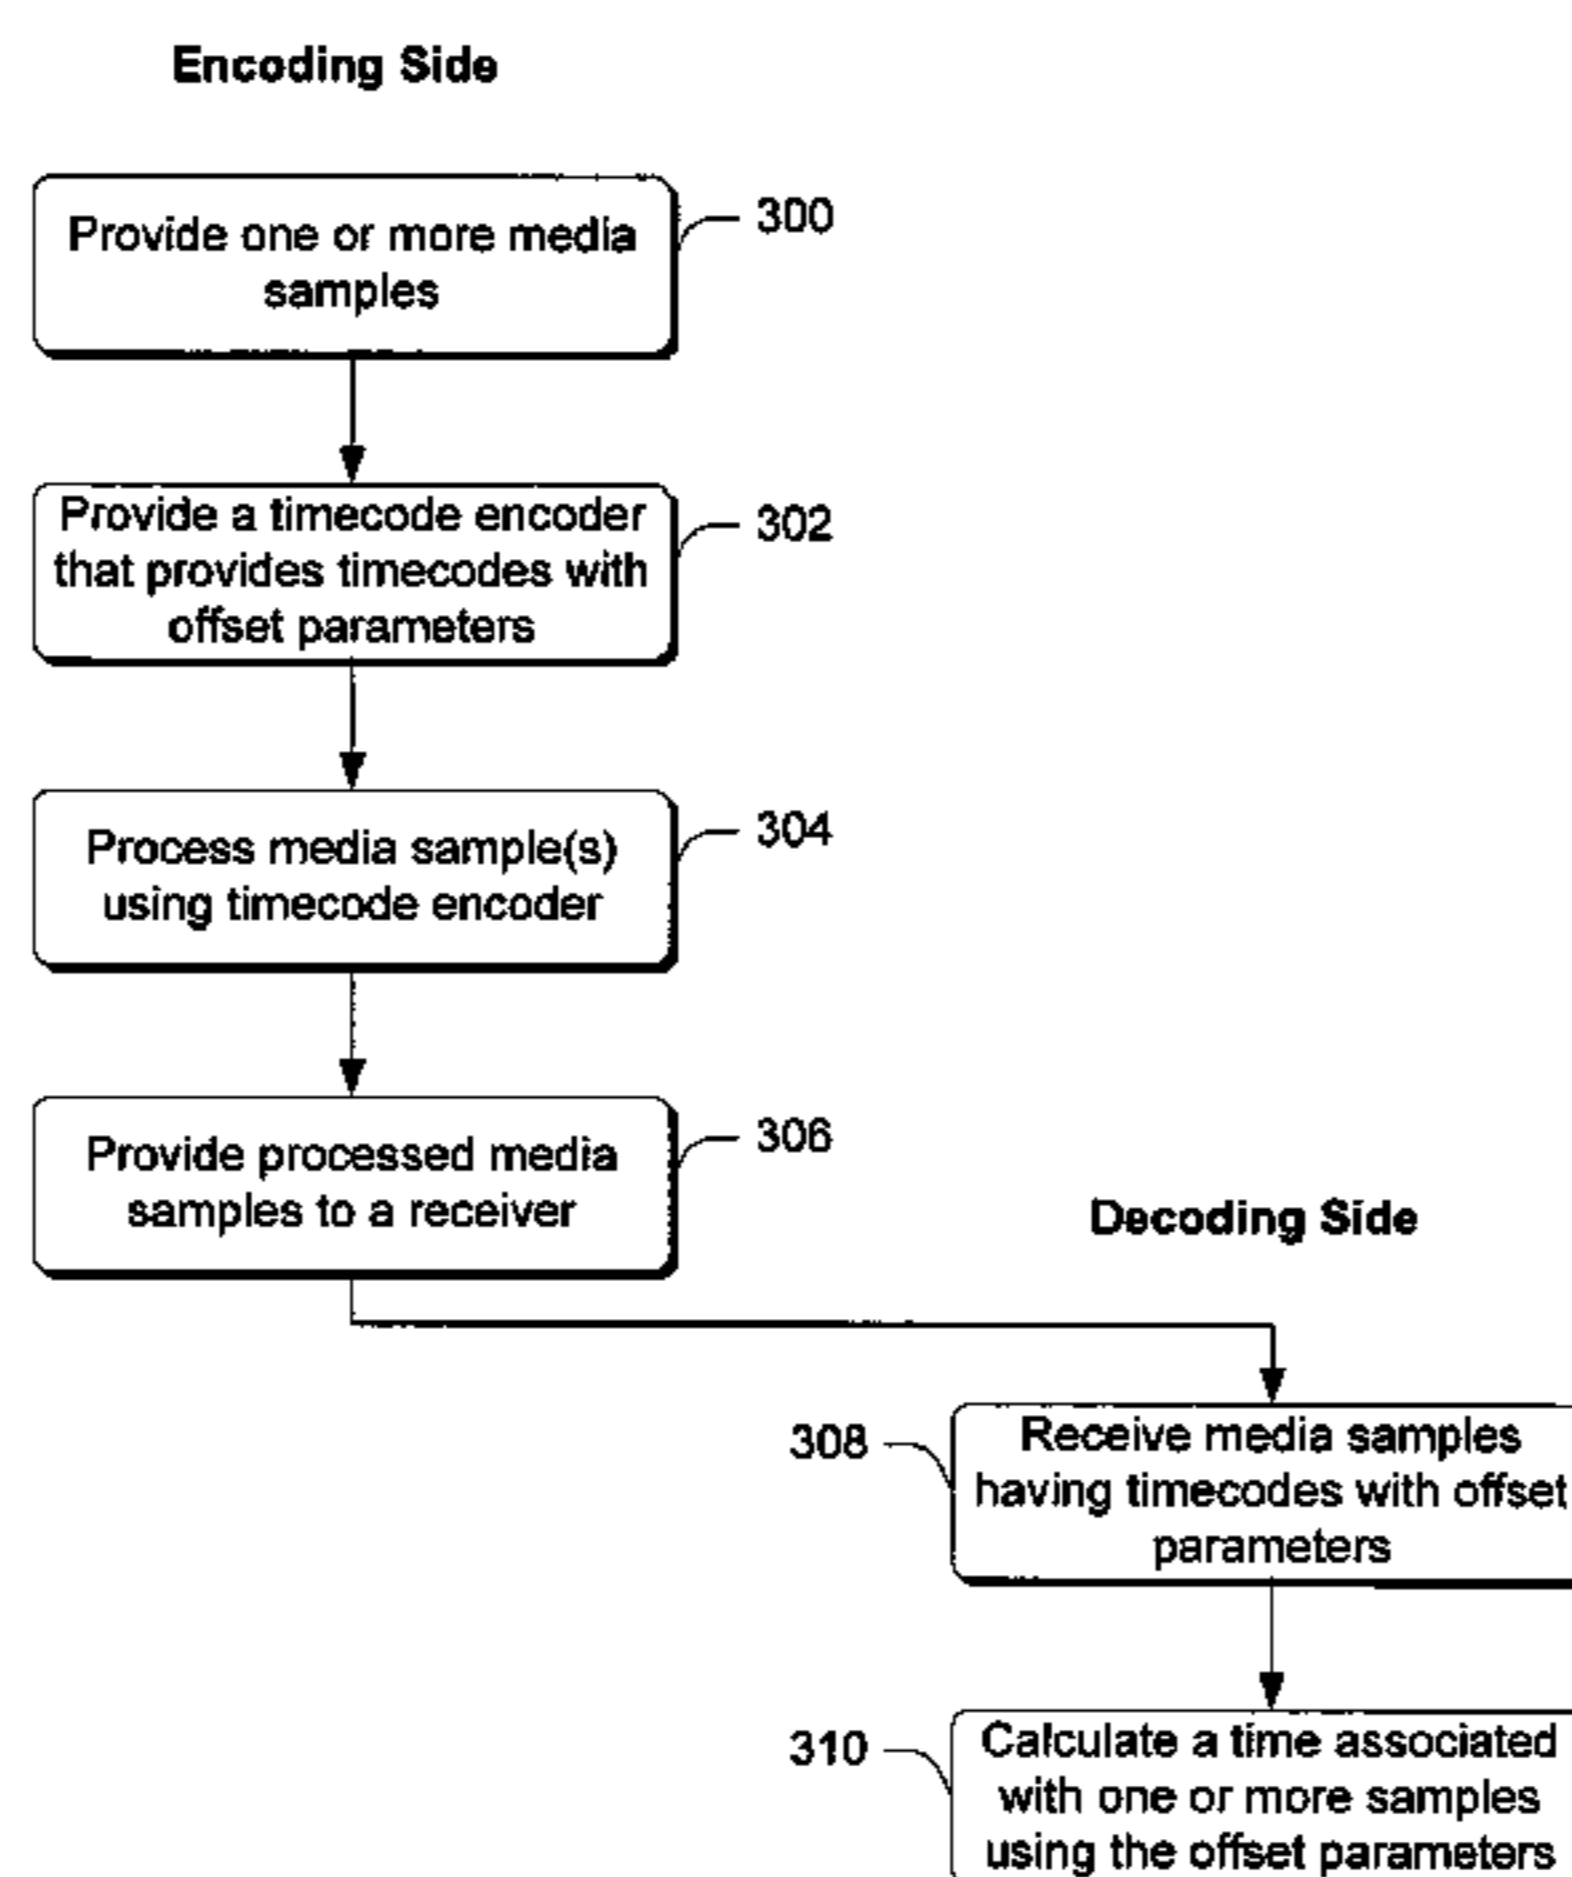 Encoding Side
Provide one or more media
samples
300
Provide a timecode encoder
that provides timecodes with
offset parameters
302
Process media sample(s)
using timecode encoder
304
Provide processed media
samples to a receiver
306
Decoding Side
308
Receive media samples
having timecodes with offset
parameters
310
Calculate a time associated
with one or more samples
using the offset parameters